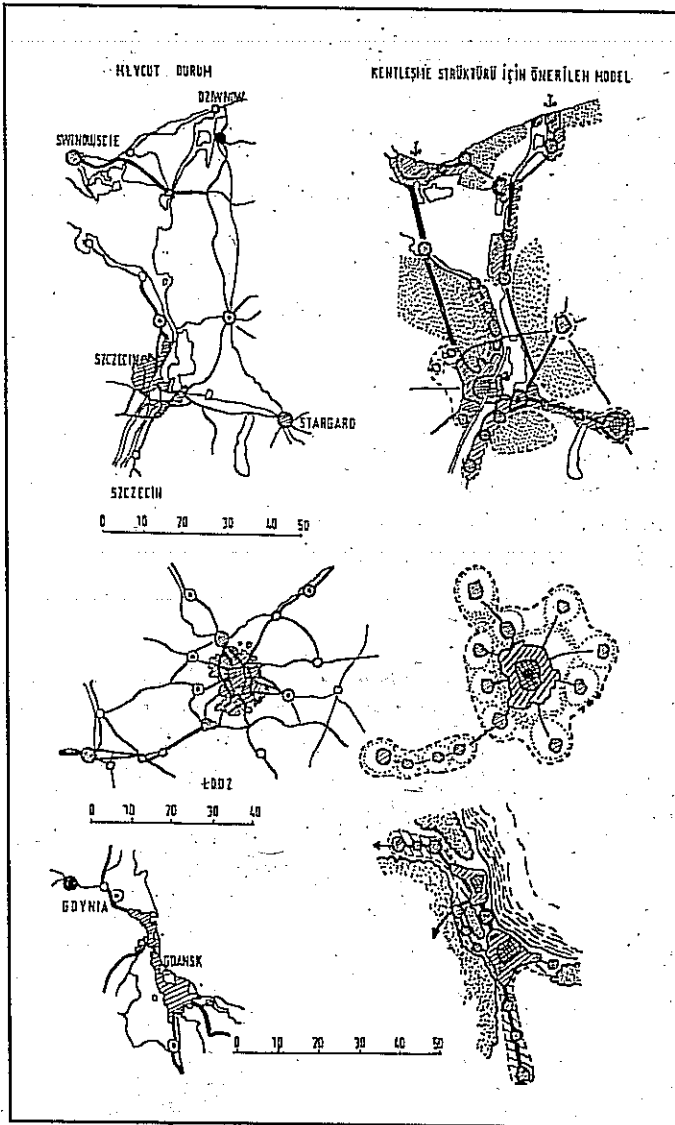 MEVCUT DURUM
KENTLEŞME STRÜKTÜRÜ İÇİN ÖNERİLEN MODEL
DZIWNOW
SWINOUSCIE
SZCZECIN
STARGARD
SZCZECİN
0 10 20 30 40 50
ŁODZ
0 10 20 30 40
GDYNIA
GDANSK
0 10 20 30 40 50